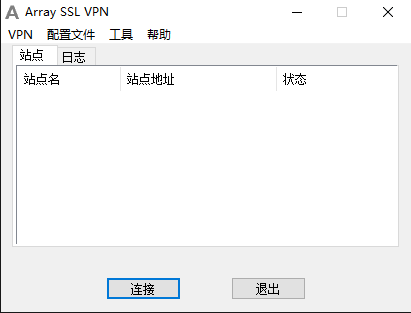 Array SSL VPN
VPN 配置文件 工具 帮助
站点 日志
站点名 站点地址 状态
连接 退出